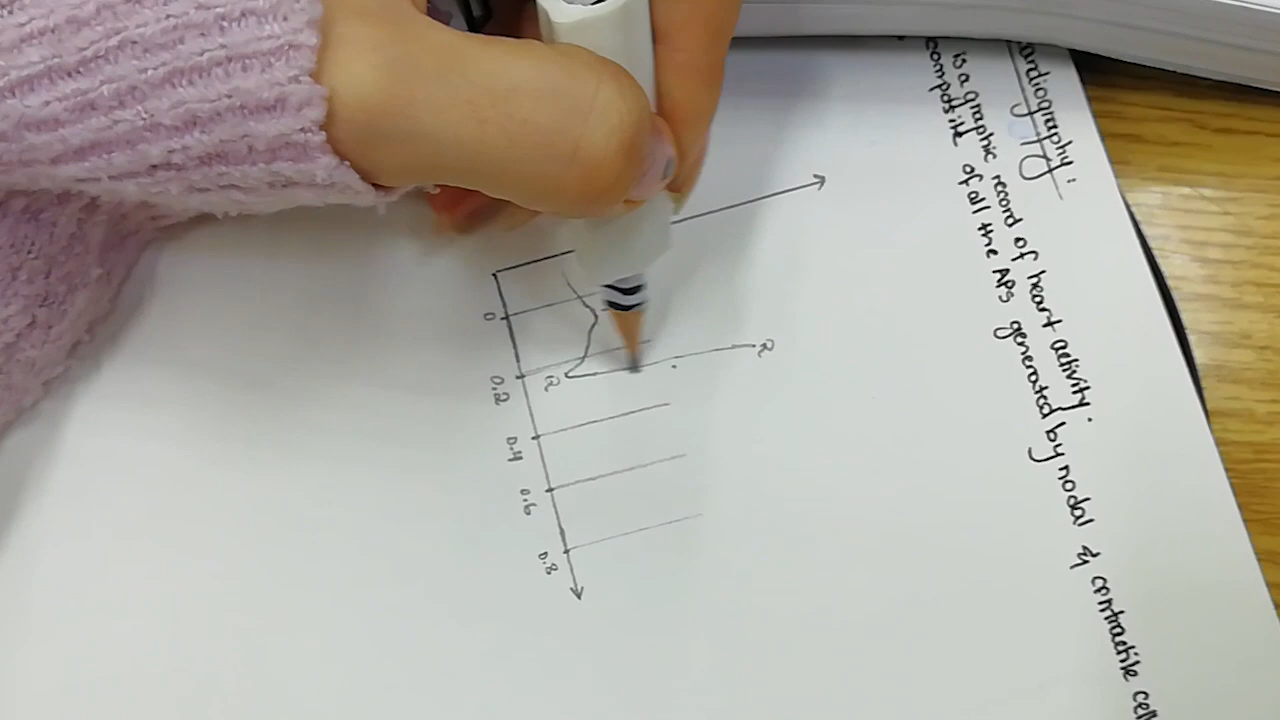 ardiography:
is a graphic record of heart activity:
composite of all the APs generated by nodal & contractile cell
R
Q
0
0.2
0.4
0.6
0.8